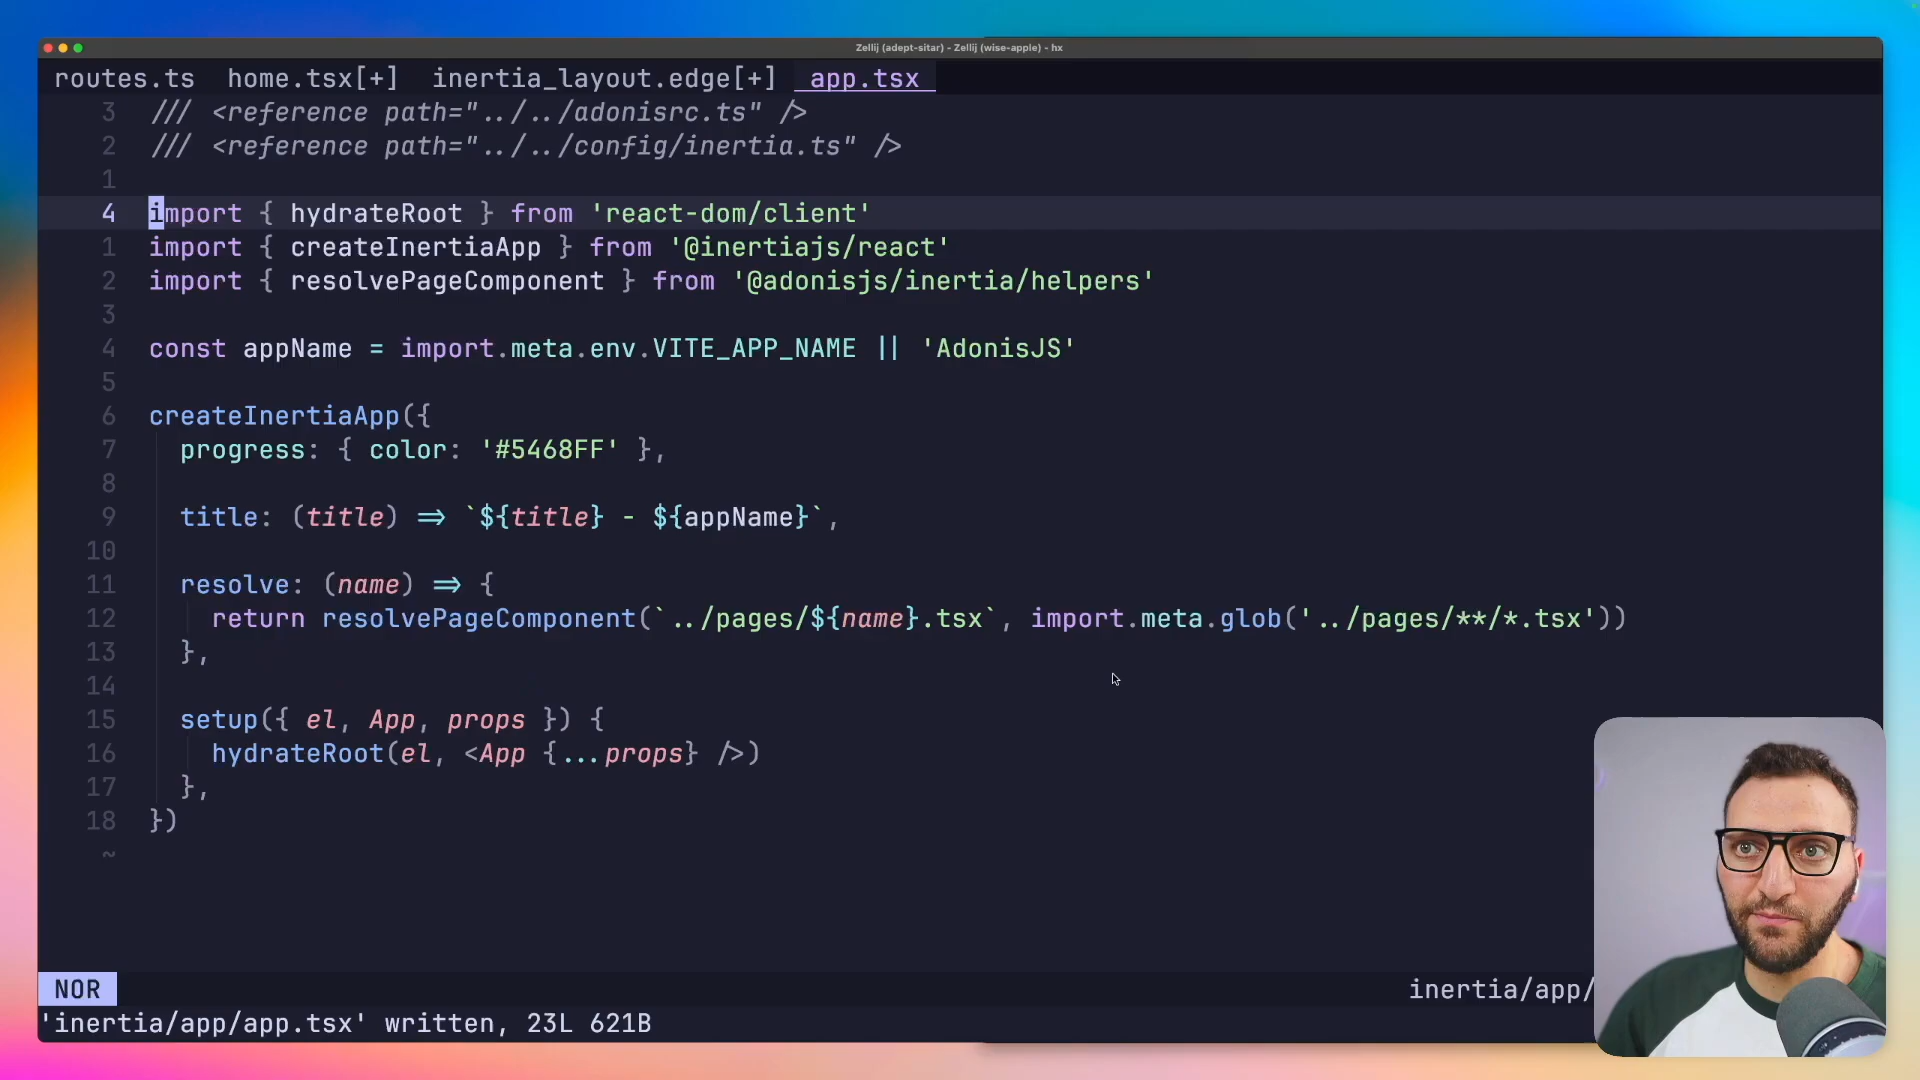 Zellij (adept-sitar) - Zellij (wise-apple) - hx
routes.ts home.tsx[+] inertia_layout.edge[+] app.tsx
3 /// <reference path="../../adonisrc.ts" />
2 /// <reference path="../../config/inertia.ts" />
1
4 import { hydrateRoot } from 'react-dom/client'
1 import { createInertiaApp } from '@inertiajs/react'
2 import { resolvePageComponent } from '@adonisjs/inertia/helpers'
3
4 const appName = import.meta.env.VITE_APP_NAME || 'AdonisJS'
5
6 createInertiaApp({
7 progress: { color: '#5468FF' },
8
9 title: (title) => `${title} - ${appName}`,
10
11 resolve: (name) => {
12 return resolvePageComponent(`../pages/${name}.tsx`, import.meta.glob('../pages/**/*.tsx'))
13 },
14
15 setup({ el, App, props }) {
16 hydrateRoot(el, <App {...props} />)
17 },
18 })
~
NOR inertia/app/
'inertia/app/app.tsx' written, 23L 621B